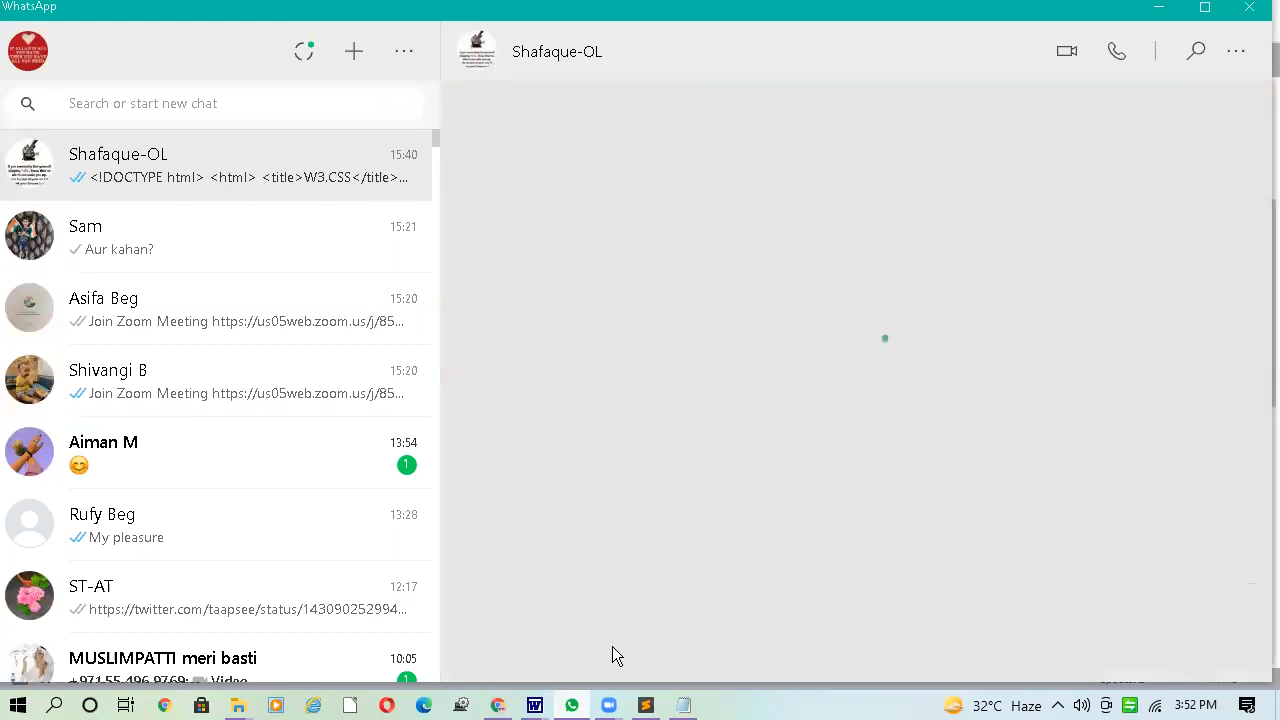 WhatsApp
Shafaque-OL
Search or start new chat
Shafaque-OL 15:40
<!DOCTYPE html> <html> <title>W3.CSS</title>...
Sam 15:21
Aur kahan?
Asifa Beg 15:20
Join Zoom Meeting https://us05web.zoom.us/j/85...
Shivangi B 15:20
Join Zoom Meeting https://us05web.zoom.us/j/85...
Aiman M 13:54
1
Rufy Beg 13:28
My pleasure
ST-AT 12:17
https://twitter.com/taapsee/status/143090252994...
MUSLIMPATTI meri basti 10:05
Video
1
32°C Haze 3:52 PM